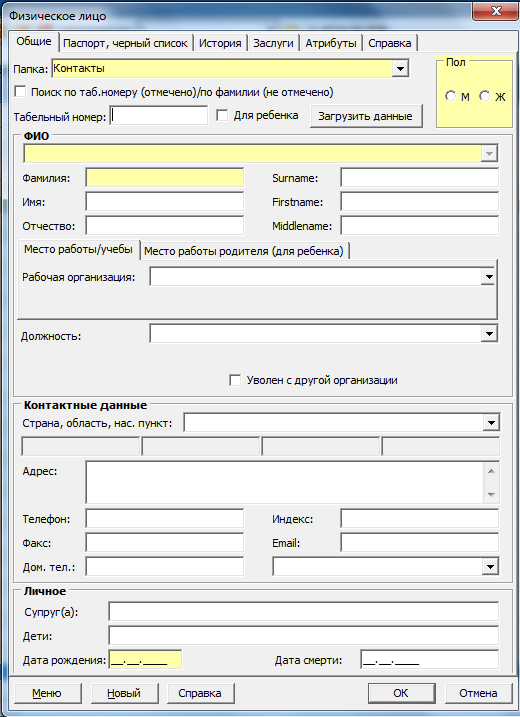 Физическое лицо
Общие Паспорт, черный список История Заслуги Атрибуты Справка
Папка: Контакты
Пол
М Ж
Поиск по таб.номеру (отмечено)/по фамилии (не отмечено)
Табельный номер: Для ребенка Загрузить данные
ФИО
Фамилия: Surname:
Имя: Firstname:
Отчество: Middlename:
Место работы/учебы Место работы родителя (для ребенка)
Рабочая организация:
Должность:
Уволен с другой организации
Контактные данные
Страна, область, нас. пункт:
Адрес:
Телефон: Индекс:
Факс: Email:
Дом. тел.:
Личное
Супруг(а):
Дети:
Дата рождения: __.__.____ Дата смерти: __.__.____
Меню Новый Справка ОК Отмена